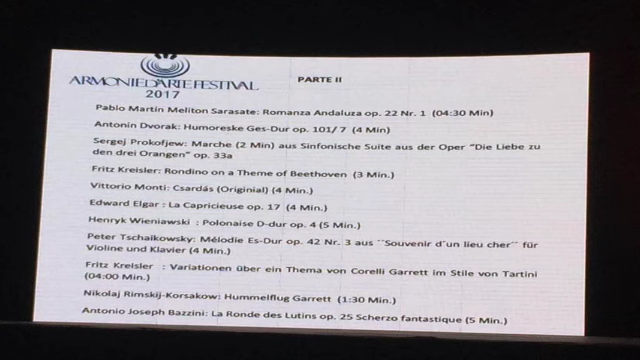 ARMONIED'ARTEFESTIVAL
2017
PARTE II
Pablo Martin Meliton Sarasate: Romanza Andaluza op. 22 Nr. 1 (04:30 Min)
Antonin Dvorak: Humoreske Ges-Dur op. 101/ 7 (4 Min)
Sergej Prokofjew: Marche (2 Min) aus Sinfonische Suite aus der Oper "Die Liebe zu
den drei Orangen" op. 33a
Fritz Kreisler: Rondino on a Theme of Beethoven (3 Min.)
Vittorio Monti: Csardás (Originial) (4 Min.)
Edward Elgar : La Capricieuse op. 17 (4 Min.)
Henryk Wieniawski : Polonaise D-dur op. 4 (5 Min.)
Peter Tschaikowsky: Mélodie Es-Dur op. 42 Nr. 3 aus ´´Souvenir d´un lieu cher´´ für
Violine und Klavier (4 Min.)
Fritz Kreisler : Variationen über ein Thema von Corelli Garrett im Stile von Tartini
(04:00 Min.)
Nikolaj Rimskij-Korsakow: Hummelflug Garrett (1:30 Min.)
Antonio Joseph Bazzini: La Ronde des Lutins op. 25 Scherzo fantastique (5 Min.)